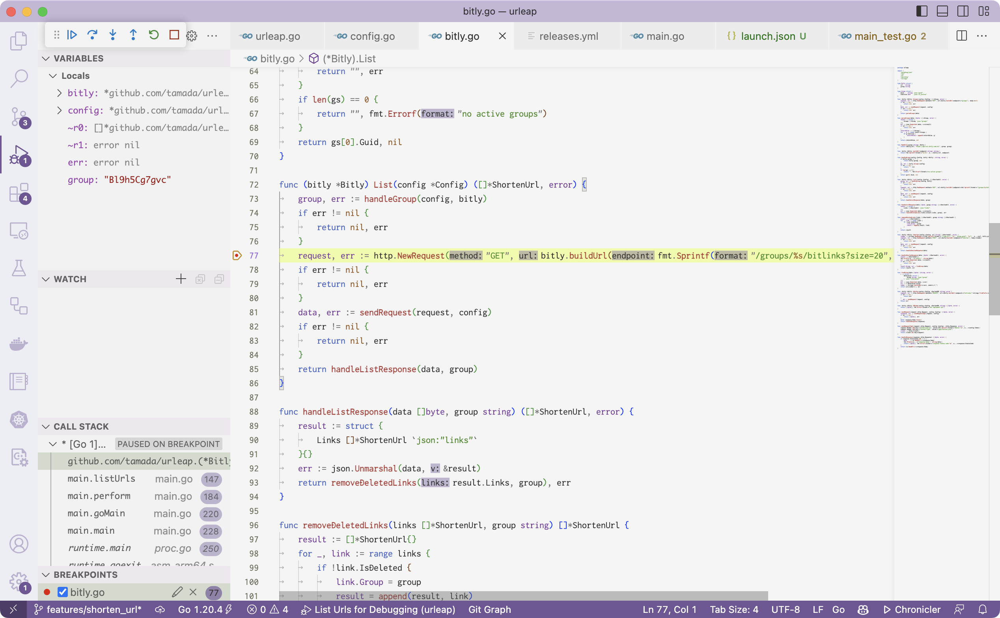 bitly.go — urleap
urleap.go
config.go
bitly.go
releases.yml
main.go
{} launch.json U
main_test.go 2
bitly.go > (*Bitly).List
VARIABLES
Locals
bitly: *github.com/tamada/urle…
config: *github.com/tamada/url…
~r0: []*github.com/tamada/urle…
~r1: error nil
err: error nil
group: "Bl9h5Cg7gvc"
3
1
4
WATCH
CALL STACK
* [Go 1]... PAUSED ON BREAKPOINT
github.com/tamada/urleap.(*Bitly
main.listUrls main.go 147
main.perform main.go 184
main.goMain main.go 220
main.main main.go 228
runtime.main proc.go 250
runtime.goexit asm_arm64.s
BREAKPOINTS
bitly.go 77
1
64 return "", err
65 }
66 if len(gs) == 0 {
67 return "", fmt.Errorf(format: "no active groups")
68 }
69 return gs[0].Guid, nil
70 }
71
72 func (bitly *Bitly) List(config *Config) ([]*ShortenUrl, error) {
73 group, err := handleGroup(config, bitly)
74 if err != nil {
75 return nil, err
76 }
77 request, err := http.NewRequest(method: "GET", url: bitly.buildUrl(endpoint: fmt.Sprintf(format: "/groups/%s/bitlinks?size=20",
78 if err != nil {
79 return nil, err
80 }
81 data, err := sendRequest(request, config)
82 if err != nil {
83 return nil, err
84 }
85 return handleListResponse(data, group)
86 }
87
88 func handleListResponse(data []byte, group string) ([]*ShortenUrl, error) {
89 result := struct {
90 Links []*ShortenUrl `json:"links"`
91 }{}
92 err := json.Unmarshal(data, v: &result)
93 return removeDeletedLinks(links: result.Links, group), err
94 }
95
96 func removeDeletedLinks(links []*ShortenUrl, group string) []*ShortenUrl {
97 result := []*ShortenUrl{}
98 for _, link := range links {
99 if !link.IsDeleted {
100 link.Group = group
101 result = append(result, link)
features/shorten_url* Go 1.20.4 0 4 List Urls for Debugging (urleap) Git Graph Ln 77, Col 1 Tab Size: 4 UTF-8 LF Go Chronicler